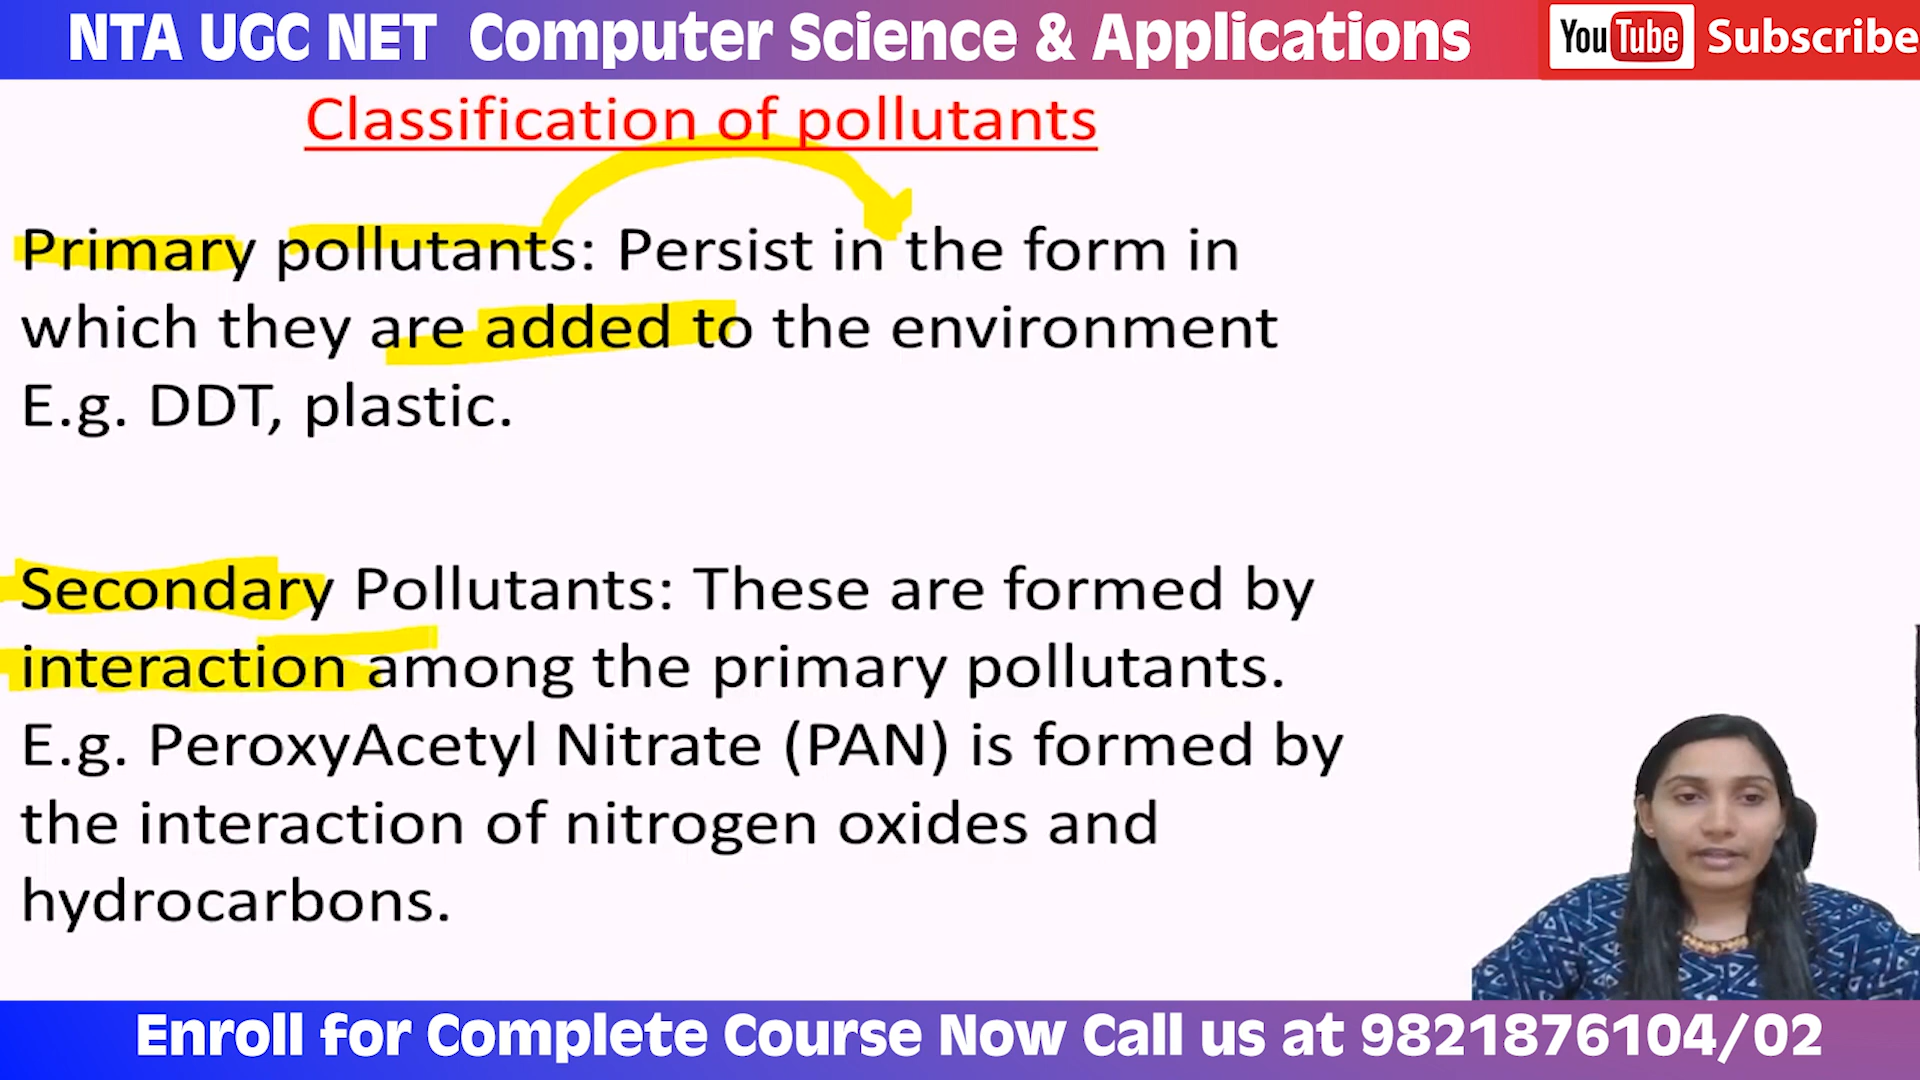 NTA UGC NET Computer Science & Applications
YouTube Subscribe
Classification of pollutants
Primary pollutants: Persist in the form in
which they are added to the environment
E.g. DDT, plastic.
Secondary Pollutants: These are formed by
interaction among the primary pollutants.
E.g. PeroxyAcetyl Nitrate (PAN) is formed by
the interaction of nitrogen oxides and
hydrocarbons.
Enroll for Complete Course Now Call us at 9821876104/02